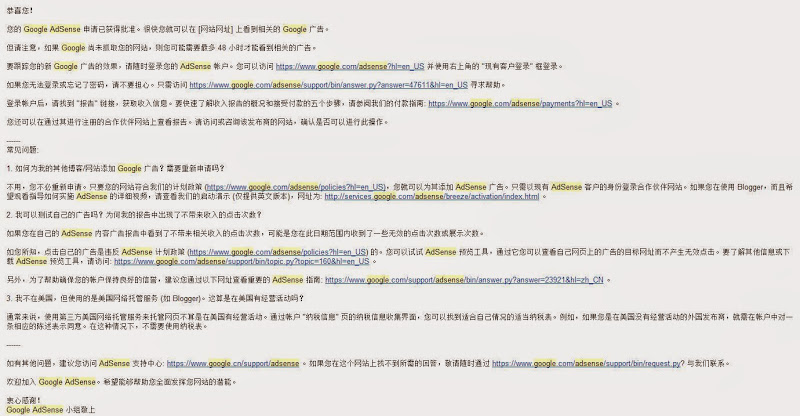 恭喜您！
您的 Google AdSense 申请已获得批准。很快您就可以在 [网站网址] 上看到相关的 Google 广告。
但请注意，如果 Google 尚未抓取您的网站，则您可能需要最多 48 小时才能看到相关的广告。
要跟踪您的新 Google 广告的效果，请随时登录您的 AdSense 帐户。您可以访问 https://www.google.com/adsense?hl=en_US 并使用右上角的 "现有客户登录" 框登录。
如果您无法登录或忘记了密码，请不要担心。只需访问 https://www.google.com/adsense/support/bin/answer.py?answer=47611&hl=en_US 寻求帮助。
登录帐户后，请找到 "报告" 链接，获取收入信息。要快速了解收入报告的概况和接受付款的五个步骤，请参阅我们的付款指南: https://www.google.com/adsense/payments?hl=en_US 。
您还可以在通过其进行注册的合作伙伴网站上查看报告。请访问或咨询该发布商的网站，确认是否可以进行此操作。
------
常见问题:
1. 如何为我的其他博客/网站添加 Google 广告？需要重新申请吗？
不用，您不必重新申请。只要您的网站符合我们的计划政策 (https://www.google.com/adsense/policies?hl=en_US)，您就可以为其添加 AdSense 广告。只需以现有 AdSense 客户的身份登录合作伙伴网站。如果您在使用 Blogger，而且希
望观看指导如何实施 AdSense 的详细视频，请查看我们的启动演示 (仅提供英文版本)，网址为: http://services.google.com/adsense/breeze/activation/index.html 。
2. 我可以测试自己的广告吗？为何我的报告中出现了不带来收入的点击次数？
如果您在自己的 AdSense 内容广告报告中看到了不带来相关收入的点击次数，可能是您在此日期范围内收到了一些无效的点击次数或展示次数。
如您所知，点击自己的广告是违反 AdSense 计划政策 (https://www.google.com/adsense/policies?hl=en_US) 的。您可以试试 AdSense 预览工具，通过它您可以查看自己网页上的广告的目标网址而不产生无效点击。要了解其他信息或下
载 AdSense 预览工具，请访问: https://www.google.com/adsense/support/bin/topic.py?topic=160&hl=en_US 。
另外，为了帮助确保您的帐户保持良好的信誉，建议您通过以下网址查看重要的 AdSense 指南: https://www.google.com/support/adsense/bin/answer.py?answer=23921&hl=zh_CN 。
3. 我不在美国，但使用的是美国网络托管服务 (如 Blogger)。这算是在美国有经营活动吗？
通常来说，使用第三方美国网络托管服务来托管网页不算是在美国有经营活动。通过帐户 "纳税信息" 页的纳税信息收集界面，您可以找到适合自己情况的适当纳税表。例如，如果您是在美国没有经营活动的外国发布商，就需在帐户中对一
条相应的陈述表示同意。在这种情况下，不需要使用纳税表。
------
如有其他问题，建议您访问 AdSense 支持中心: https://www.google.cn/support/adsense 。如果您在这个网站上找不到所需的回答，敬请随时通过 https://www.google.com/adsense/support/bin/request.py? 与我们联系。
欢迎加入 Google AdSense。希望能够帮助您全面发挥您网站的潜能。
衷心感谢！
Google AdSense 小组敬上